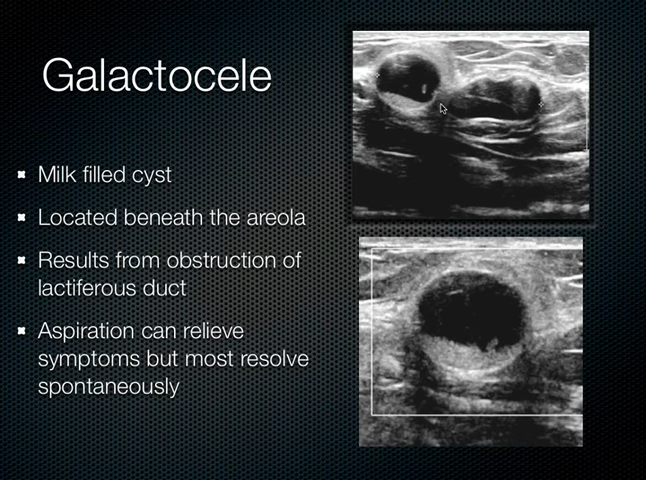 Galactocele
Milk filled cyst
Located beneath the areola
Results from obstruction of
lactiferous duct
Aspiration can relieve
symptoms but most resolve
spontaneously